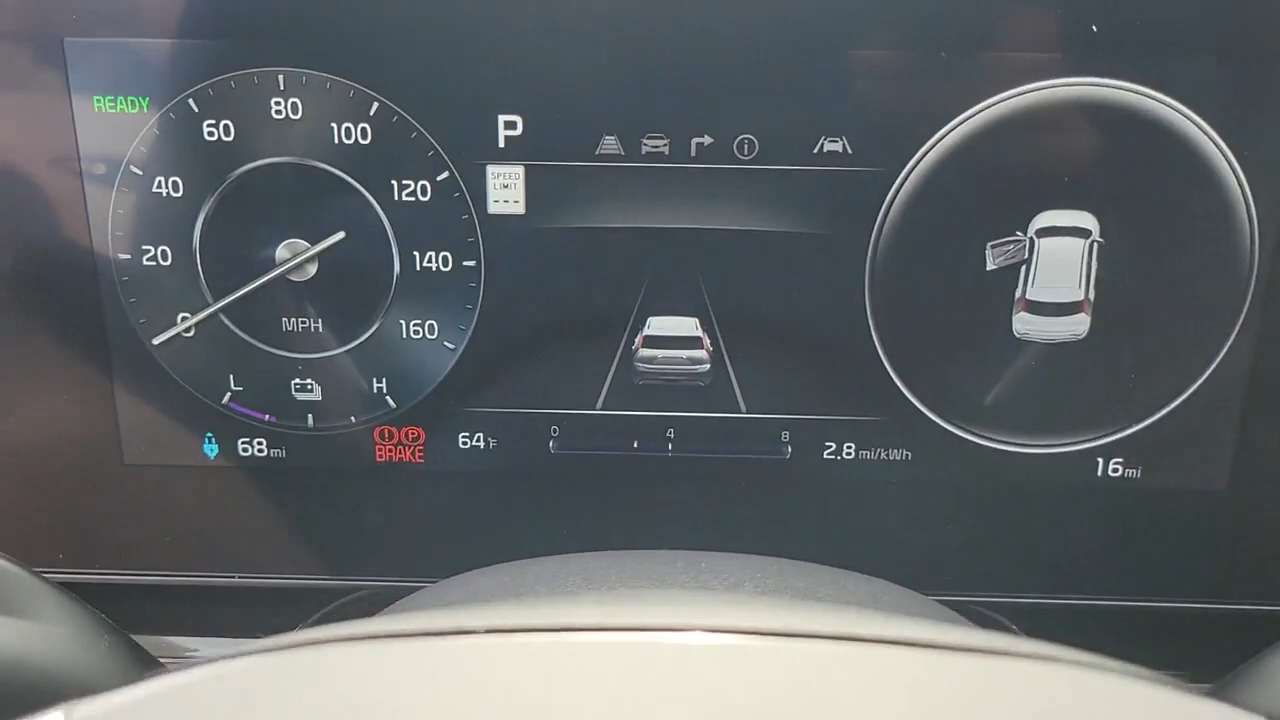 READY
0
20
40
60
80
100
120
140
160
MPH
L H
68mi
P
BRAKE
64°F
P
SPEED
LIMIT
---
0 4 8
2.8 mi/kWh
16mi